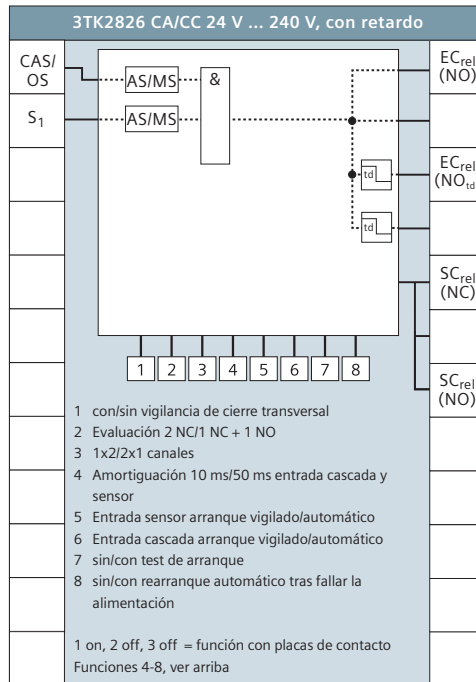 3TK2826 CA/CC 24 V ... 240 V, con retardo
CAS/
OS
AS/MS
&
EC rel
(NO)
S1
AS/MS
td
EC rel
(NO td
td
SC rel
(NC)
SC rel
(NO)
1 2 3 4 5 6 7 8
1 con/sin vigilancia de cierre transversal
2 Evaluación 2 NC/1 NC + 1 NO
3 1x2/2x1 canales
4 Amortiguación 10 ms/50 ms entrada cascada y
sensor
5 Entrada sensor arranque vigilado/automático
6 Entrada cascada arranque vigilado/automático
7 sin/con test de arranque
8 sin/con rearranque automático tras fallar la
alimentación
1 on, 2 off, 3 off = función con placas de contacto
Funciones 4-8, ver arriba